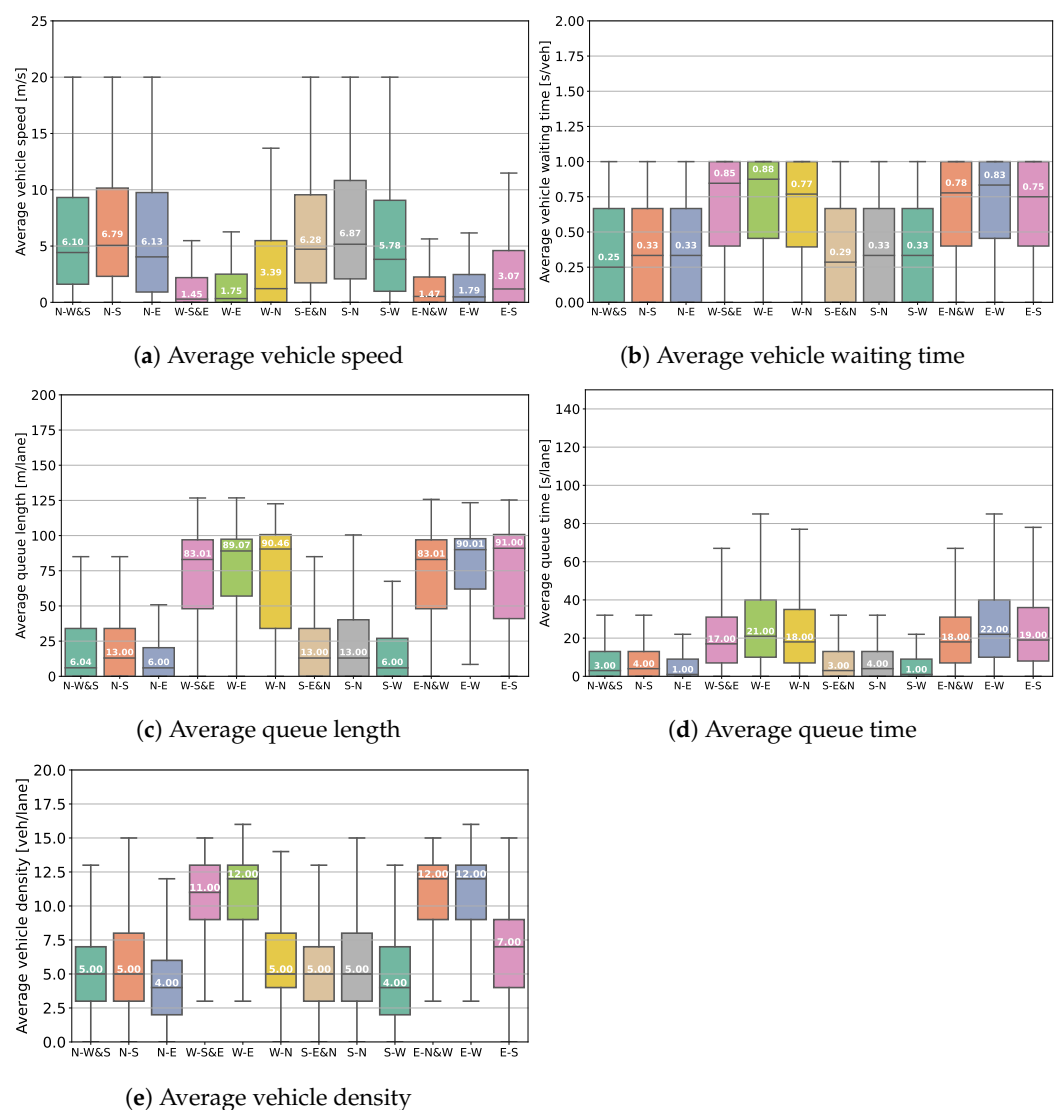 25
20
15
10
5
0
Average vehicle speed [m/s]
6.10 6.79 6.13 1.45 1.75 3.39 6.28 6.87 5.78 1.47 1.79 3.07
N-W&S N-S N-E W-S&E W-E W-N S-E&N S-N S-W E-N&W E-W E-S
(a) Average vehicle speed
2.00
1.75
1.50
1.25
1.00
0.75
0.50
0.25
0.00
Average vehicle waiting time [s/veh]
0.25 0.33 0.33 0.85 0.88 0.77 0.29 0.33 0.33 0.78 0.83 0.75
N-W&S N-S N-E W-S&E W-E W-N S-E&N S-N S-W E-N&W E-W E-S
(b) Average vehicle waiting time
200
175
150
125
100
75
50
25
0
Average queue length [m/lane]
6.04 13.00 6.00 83.01 89.07 90.46 13.00 13.00 6.00 83.01 90.01 91.00
N-W&S N-S N-E W-S&E W-E W-N S-E&N S-N S-W E-N&W E-W E-S
(c) Average queue length
140
120
100
80
60
40
20
0
Average queue time [s/lane]
3.00 4.00 1.00 17.00 21.00 18.00 3.00 4.00 1.00 18.00 22.00 19.00
N-W&S N-S N-E W-S&E W-E W-N S-E&N S-N S-W E-N&W E-W E-S
(d) Average queue time
20.0
17.5
15.0
12.5
10.0
7.5
5.0
2.5
0.0
Average vehicle density [veh/lane]
5.00 5.00 4.00 11.00 12.00 5.00 5.00 5.00 4.00 12.00 12.00 7.00
N-W&S N-S N-E W-S&E W-E W-N S-E&N S-N S-W E-N&W E-W E-S
(e) Average vehicle density